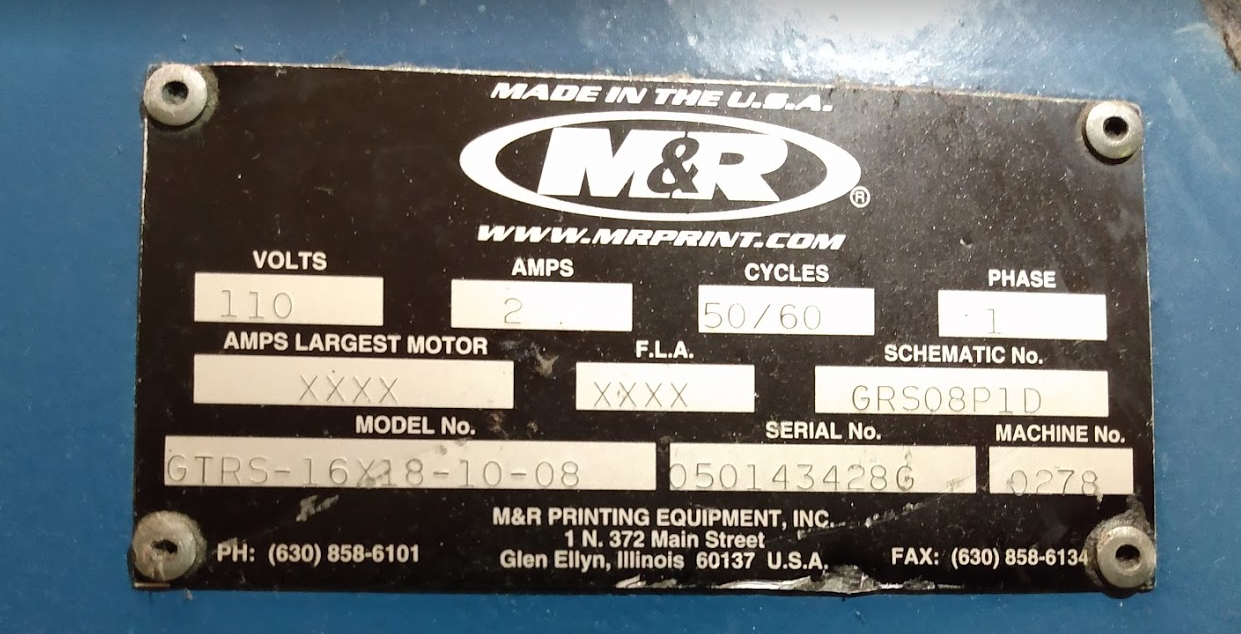 MADE IN THE U.S.A.
M&R®
WWW.MRPRINT.COM
VOLTS AMPS CYCLES PHASE
110 2 50/60 1
AMPS LARGEST MOTOR F.L.A. SCHEMATIC No.
XXXX XXXX GRS08P1D
MODEL No. SERIAL No. MACHINE No.
GTRS-16X18-10-08 050143428G 0278
M&R PRINTING EQUIPMENT, INC.
1 N. 372 Main Street
PH: (630) 858-6101 Glen Ellyn, Illinois 60137 U.S.A. FAX: (630) 858-6134